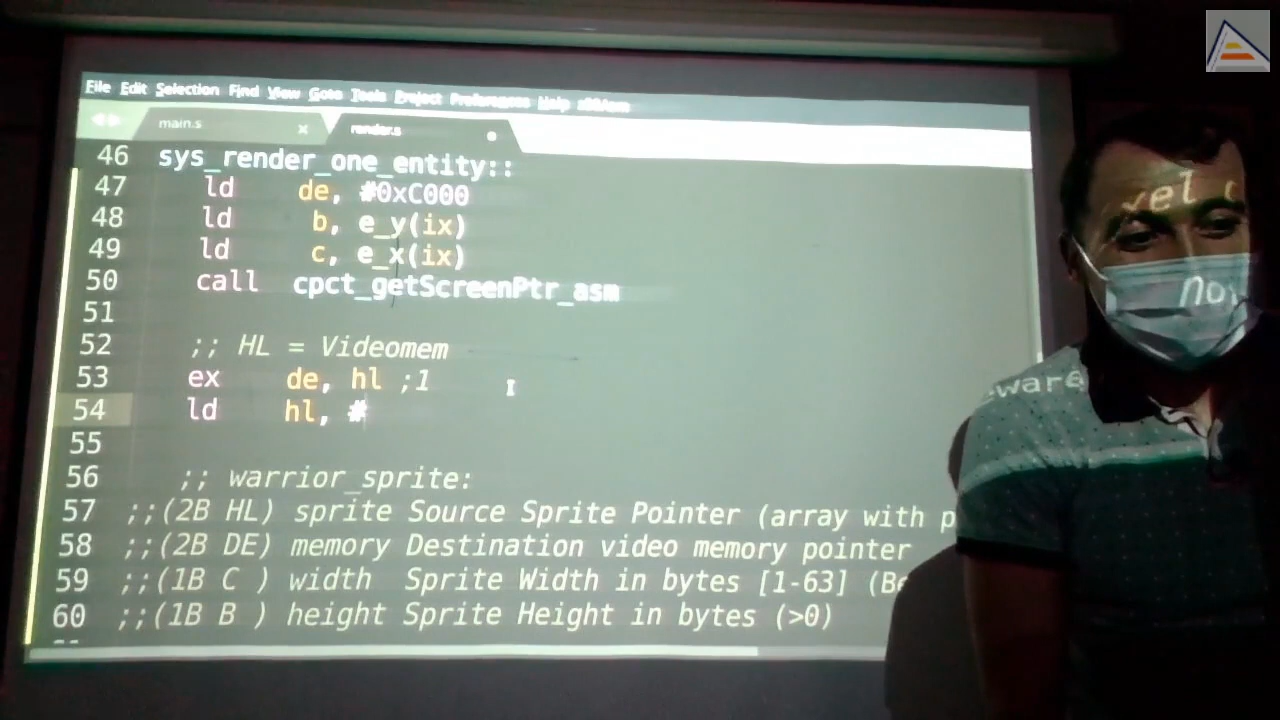 File Edit Selection Find View Goto Tools Project Preferences Help
main.s x render.s
46 sys_render_one_entity::
47 ld de, #0xC000
48 ld b, e_y(ix)
49 ld c, e_x(ix)
50 call cpct_getScreenPtr_asm
51
52 ;; HL = Videomem
53 ex de, hl ;1
54 ld hl, #
55
56 ;; warrior_sprite:
57 ;;(2B HL) sprite Source Sprite Pointer (array with p
58 ;;(2B DE) memory Destination video memory pointer
59 ;;(1B C ) width Sprite Width in bytes [1-63] (Be
60 ;;(1B B ) height Sprite Height in bytes (>0)
vel
no
eware